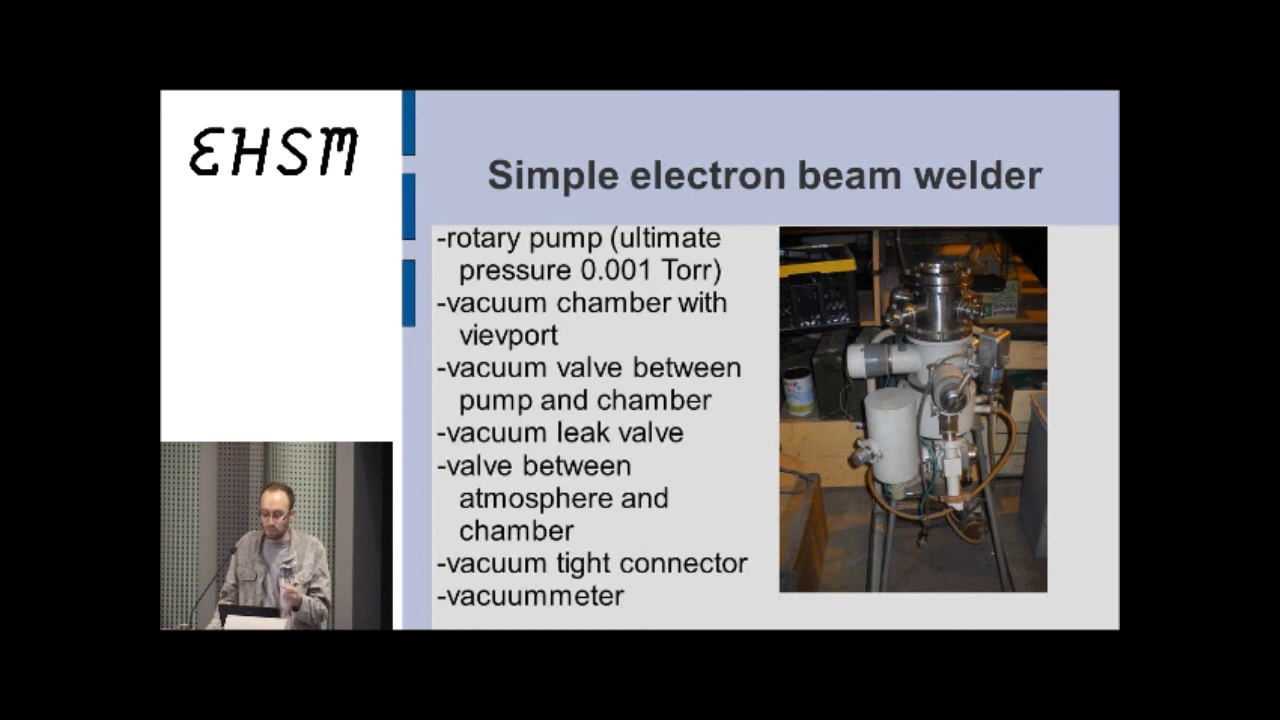 EHSM
Simple electron beam welder
-rotary pump (ultimate
pressure 0.001 Torr)
-vacuum chamber with
vievport
-vacuum valve between
pump and chamber
-vacuum leak valve
-valve between
atmosphere and
chamber
-vacuum tight connector
-vacuummeter